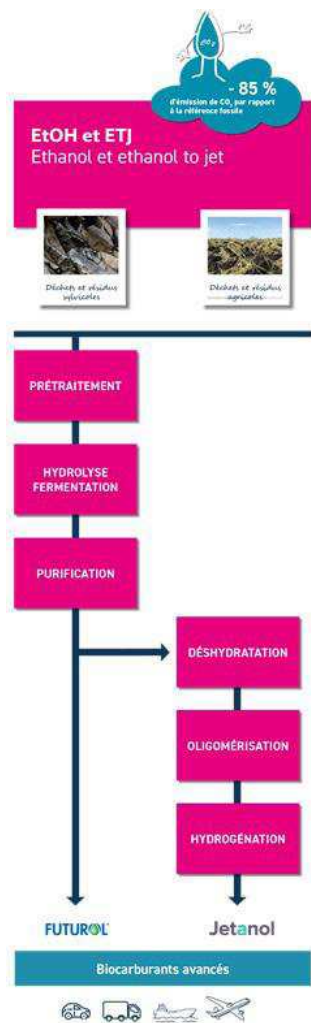 CO₂
- 85 %
d'émission de CO₂ par rapport
à la référence fossile
EtOH et ETJ
Ethanol et ethanol to jet
Déchets et résidus
sylvicoles
Déchets et résidus
agricoles
PRÉTRAITEMENT
HYDROLYSE
FERMENTATION
PURIFICATION
DÉSHYDRATATION
OLIGOMÉRISATION
HYDROGÉNATION
FUTUROL
Jetanol
Biocarburants avancés